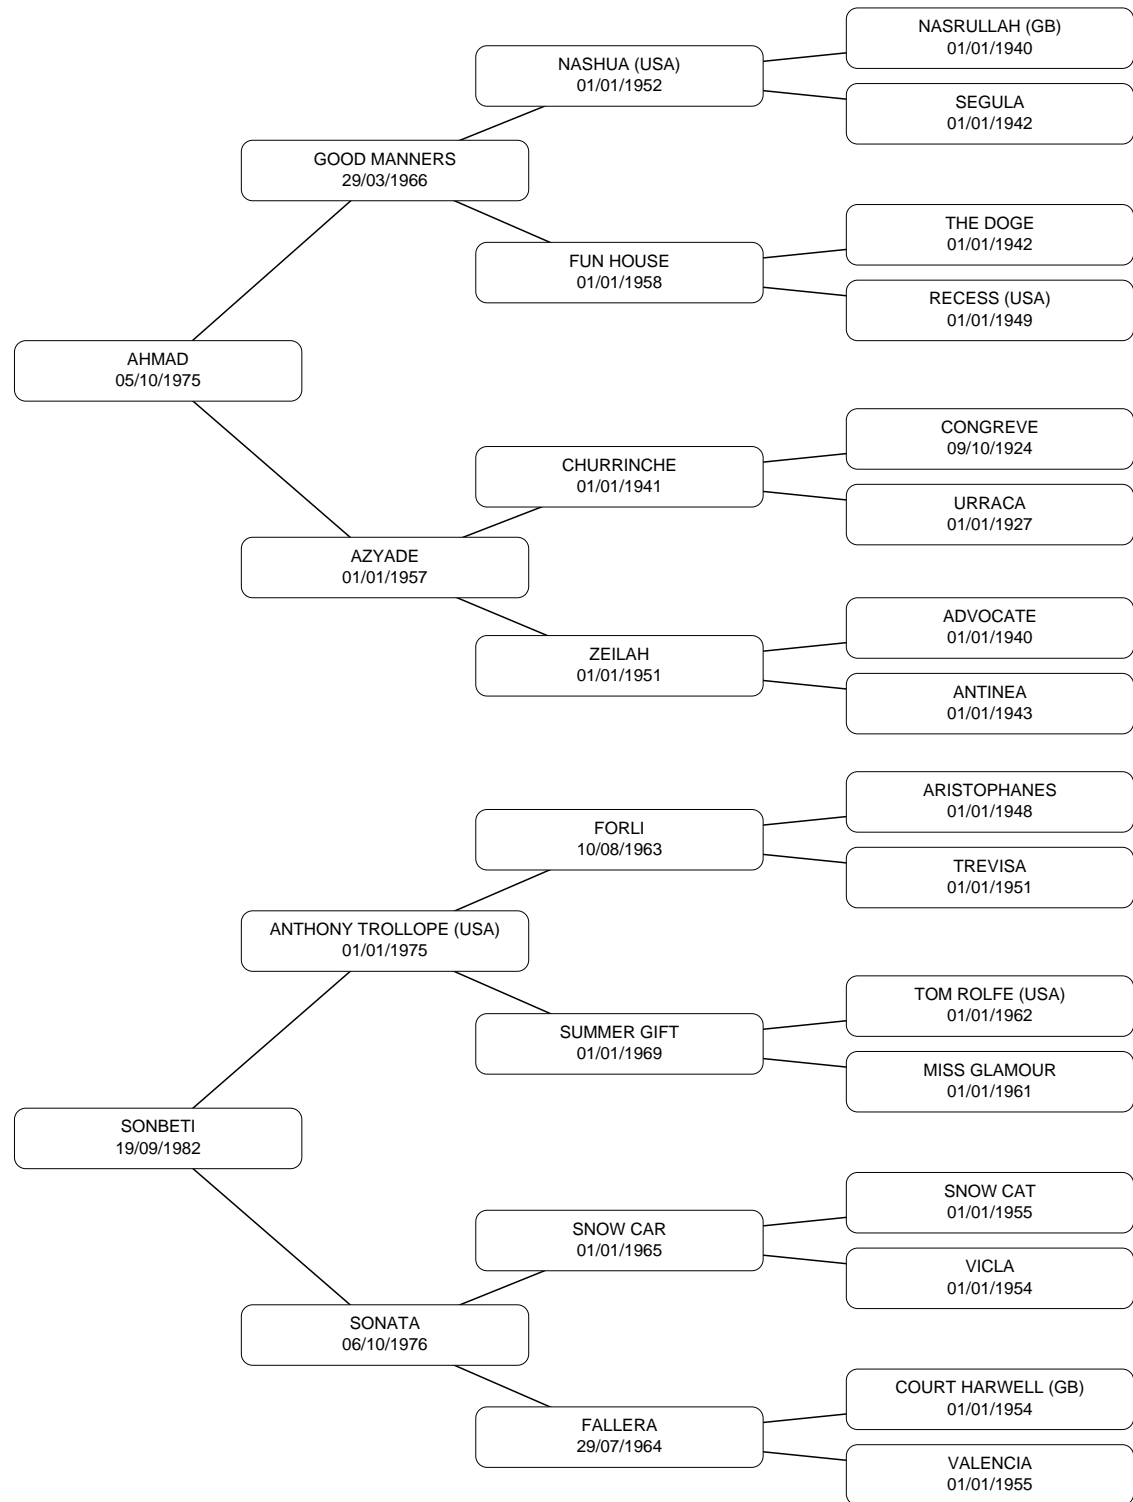 NASRULLAH (GB)
01/01/1940
NASHUA (USA)
01/01/1952
SEGULA
01/01/1942
GOOD MANNERS
29/03/1966
THE DOGE
01/01/1942
FUN HOUSE
01/01/1958
RECESS (USA)
01/01/1949
AHMAD
05/10/1975
CONGREVE
09/10/1924
CHURRINCHE
01/01/1941
URRACA
01/01/1927
AZYADE
01/01/1957
ADVOCATE
01/01/1940
ZEILAH
01/01/1951
ANTINEA
01/01/1943
ARISTOPHANES
01/01/1948
FORLI
10/08/1963
TREVISA
01/01/1951
ANTHONY TROLLOPE (USA)
01/01/1975
TOM ROLFE (USA)
01/01/1962
SUMMER GIFT
01/01/1969
MISS GLAMOUR
01/01/1961
SONBETI
19/09/1982
SNOW CAT
01/01/1955
SNOW CAR
01/01/1965
VICLA
01/01/1954
SONATA
06/10/1976
COURT HARWELL (GB)
01/01/1954
FALLERA
29/07/1964
VALENCIA
01/01/1955